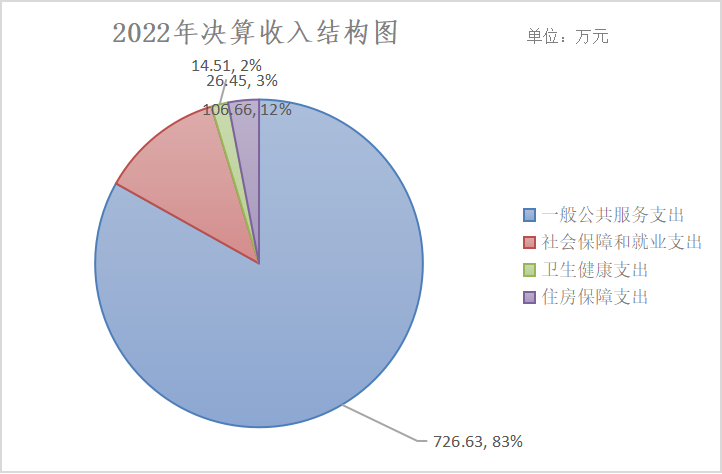 2022年决算收入结构图
单位：万元
14.51, 2%
26.45, 3%
106.66, 12%
一般公共服务支出
社会保障和就业支出
卫生健康支出
住房保障支出
726.63, 83%